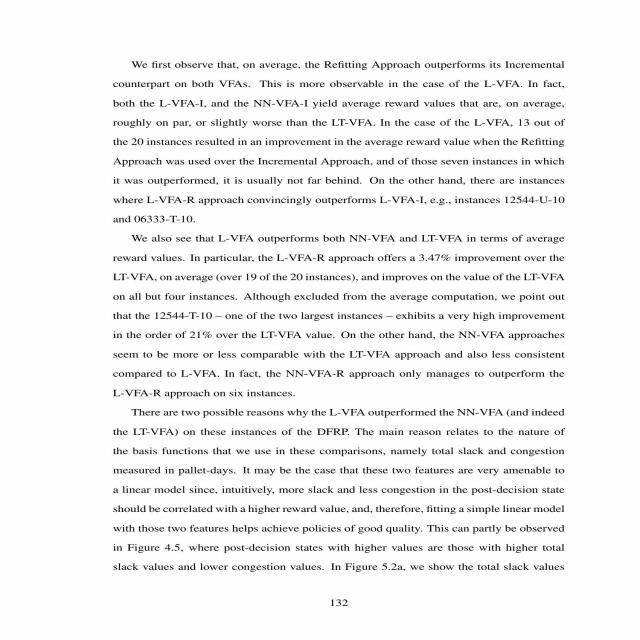 We first observe that, on average, the Refitting Approach outperforms its Incremental
counterpart on both VFAs. This is more observable in the case of the L-VFA. In fact,
both the L-VFA-I, and the NN-VFA-I yield average reward values that are, on average,
roughly on par, or slightly worse than the LT-VFA. In the case of the L-VFA, 13 out of
the 20 instances resulted in an improvement in the average reward value when the Refitting
Approach was used over the Incremental Approach, and of those seven instances in which
it was outperformed, it is usually not far behind. On the other hand, there are instances
where L-VFA-R approach convincingly outperforms L-VFA-I, e.g., instances 12544-U-10
and 06333-T-10.
We also see that L-VFA outperforms both NN-VFA and LT-VFA in terms of average
reward values. In particular, the L-VFA-R approach offers a 3.47% improvement over the
LT-VFA, on average (over 19 of the 20 instances), and improves on the value of the LT-VFA
on all but four instances. Although excluded from the average computation, we point out
that the 12544-T-10 – one of the two largest instances – exhibits a very high improvement
in the order of 21% over the LT-VFA value. On the other hand, the NN-VFA approaches
seem to be more or less comparable with the LT-VFA approach and also less consistent
compared to L-VFA. In fact, the NN-VFA-R approach only manages to outperform the
L-VFA-R approach on six instances.
There are two possible reasons why the L-VFA outperformed the NN-VFA (and indeed
the LT-VFA) on these instances of the DFRP. The main reason relates to the nature of
the basis functions that we use in these comparisons, namely total slack and congestion
measured in pallet-days. It may be the case that these two features are very amenable to
a linear model since, intuitively, more slack and less congestion in the post-decision state
should be correlated with a higher reward value, and, therefore, fitting a simple linear model
with those two features helps achieve policies of good quality. This can partly be observed
in Figure 4.5, where post-decision states with higher values are those with higher total
slack values and lower congestion values. In Figure 5.2a, we show the total slack values
132